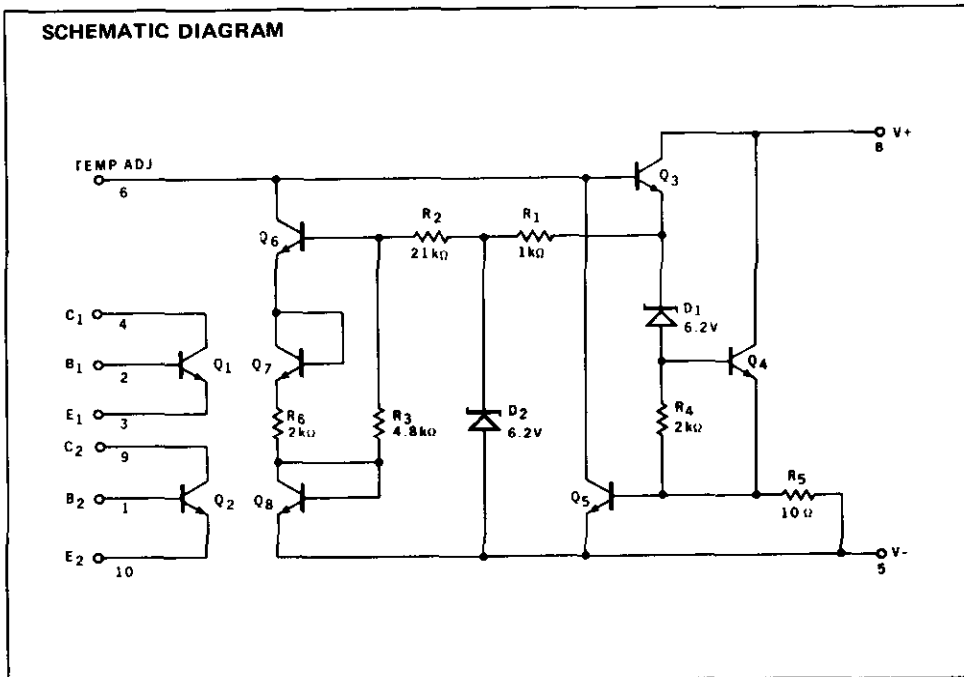 SCHEMATIC DIAGRAM
V+
8
TEMP ADJ
6
Q3
R2
21kΩ
R1
1kΩ
Q6
D1
6.2V
C1
4
B1
2
Q1
Q7
Q4
E1
3
R6
2kΩ
R3
4.8kΩ
D2
6.2V
R4
2kΩ
C2
9
B2
1
Q2
Q8
Q5
R5
10Ω
E2
10
V-
5